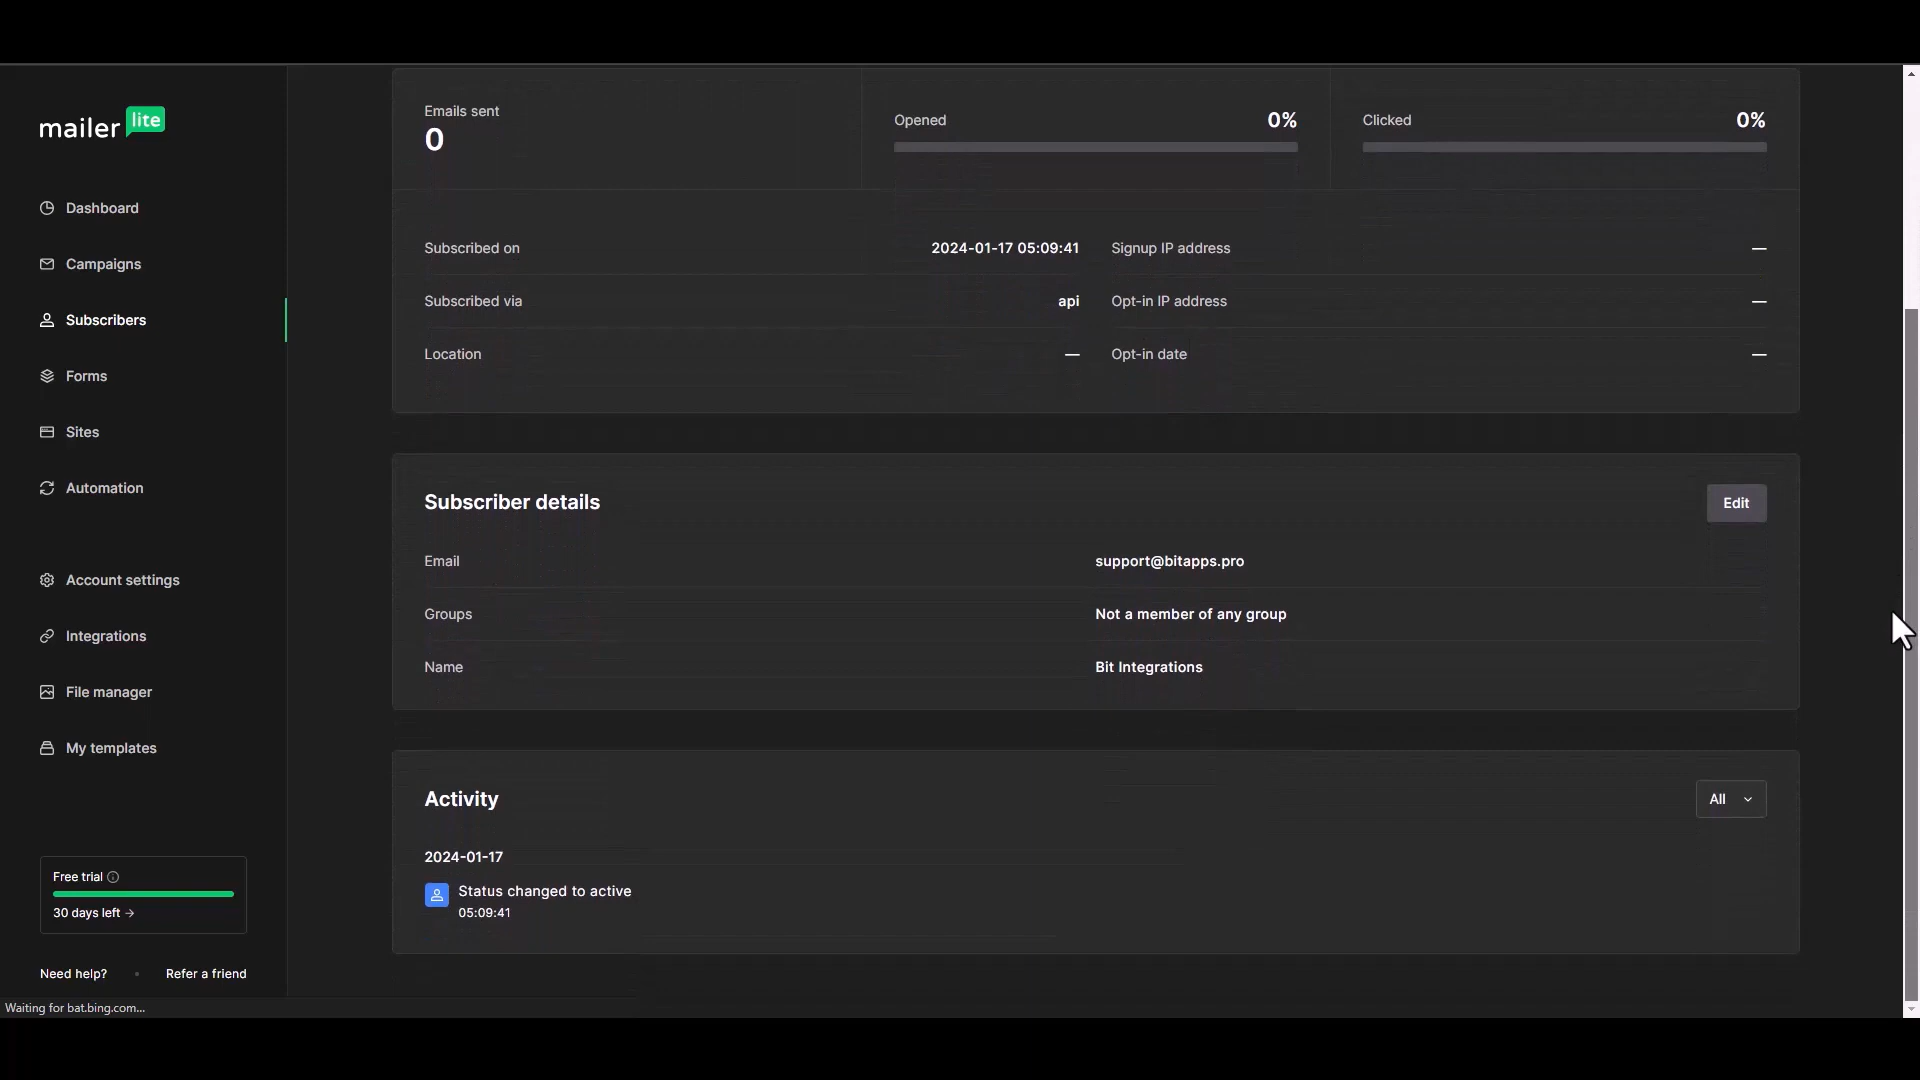 mailer lite
Dashboard
Campaigns
Subscribers
Forms
Sites
Automation
Account settings
Integrations
File manager
My templates
Free trial
30 days left →
Need help? • Refer a friend
Waiting for bat.bing.com...
Emails sent
0
Opened 0%
Clicked 0%
Subscribed on 2024-01-17 05:09:41
Signup IP address —
Subscribed via api
Opt-in IP address —
Location —
Opt-in date —
Subscriber details
Edit
Email support@bitapps.pro
Groups Not a member of any group
Name Bit Integrations
Activity
All
2024-01-17
Status changed to active
05:09:41